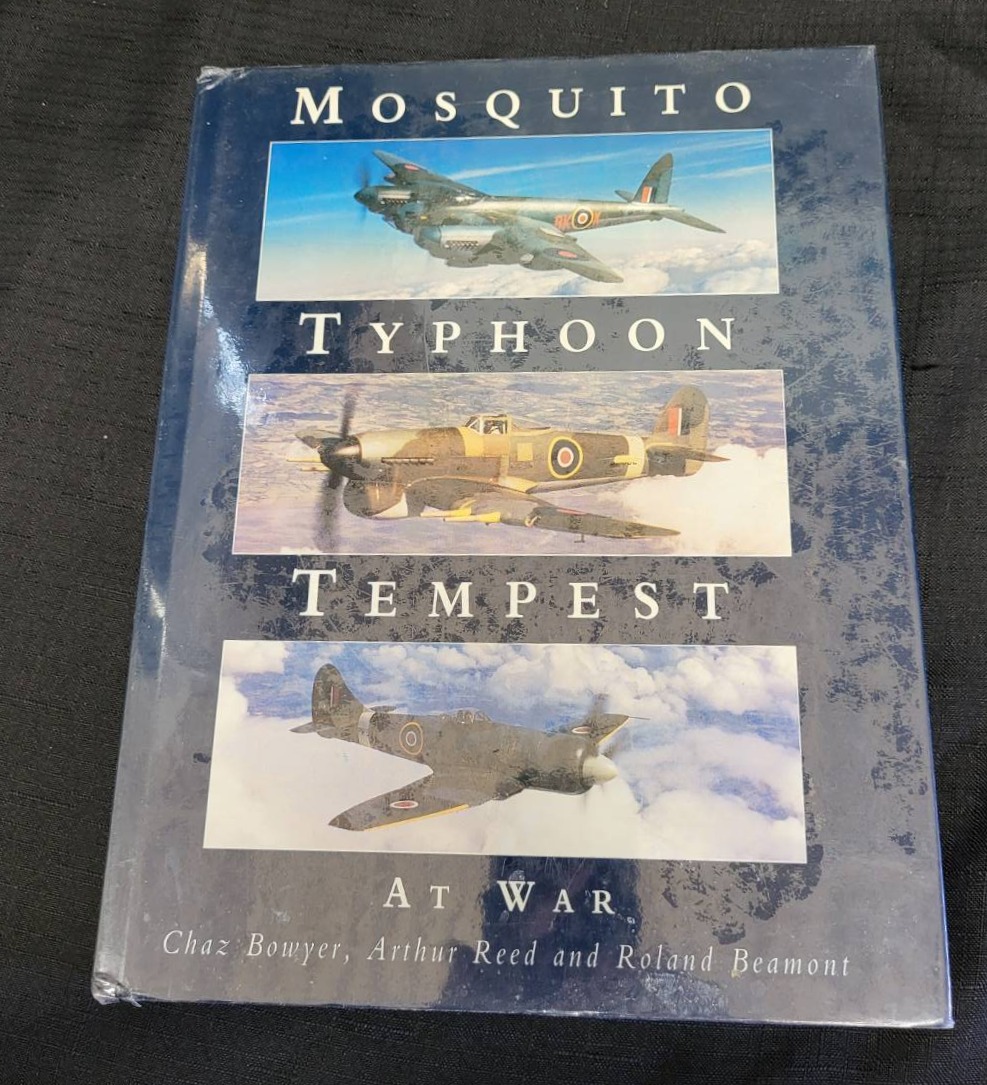 MOSQUITO
TYPHOON
TEMPEST
AT WAR
Chaz Bowyer, Arthur Reed and Roland Beamont